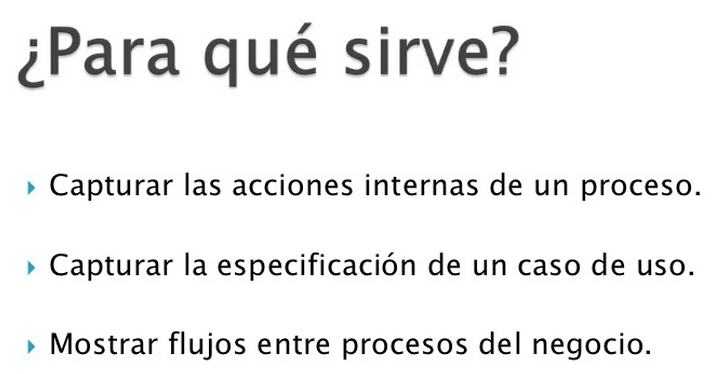 ¿Para qué sirve?
Capturar las acciones internas de un proceso.
Capturar la especificación de un caso de uso.
Mostrar flujos entre procesos del negocio.